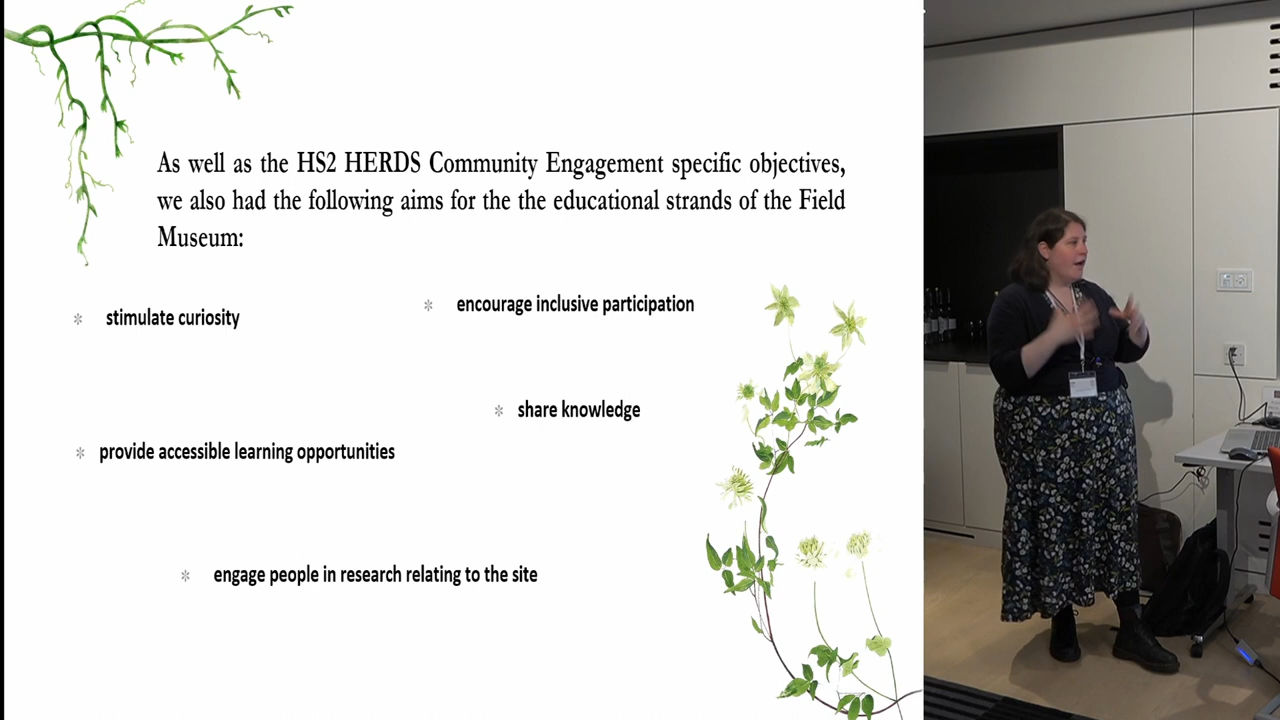 As well as the HS2 HERDS Community Engagement specific objectives,
we also had the following aims for the the educational strands of the Field
Museum:
* encourage inclusive participation
* stimulate curiosity
* share knowledge
* provide accessible learning opportunities
* engage people in research relating to the site